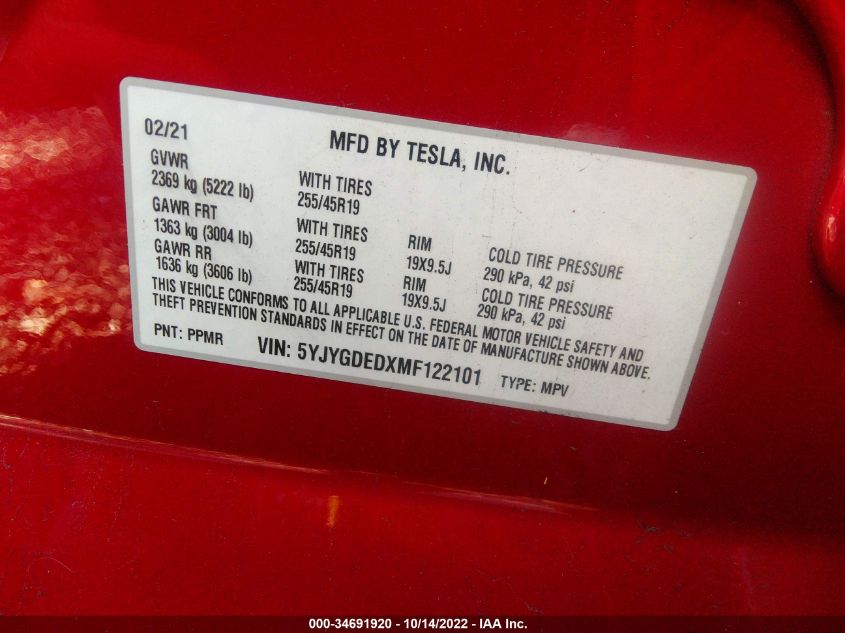 02/21
MFD BY TESLA, INC.
GVWR
2369 kg (5222 lb)
WITH TIRES
255/45R19
GAWR FRT
1363 kg (3004 lb)
WITH TIRES
255/45R19
RIM
19X9.5J
COLD TIRE PRESSURE
290 kPa, 42 psi
GAWR RR
1636 kg (3606 lb)
WITH TIRES
255/45R19
RIM
19X9.5J
COLD TIRE PRESSURE
290 kPa, 42 psi
THIS VEHICLE CONFORMS TO ALL APPLICABLE U.S. FEDERAL MOTOR VEHICLE SAFETY AND
THEFT PREVENTION STANDARDS IN EFFECT ON THE DATE OF MANUFACTURE SHOWN ABOVE.
PNT: PPMR VIN: 5YJYGDEDXMF122101 TYPE: MPV
000-34691920 - 10/14/2022 - IAA Inc.